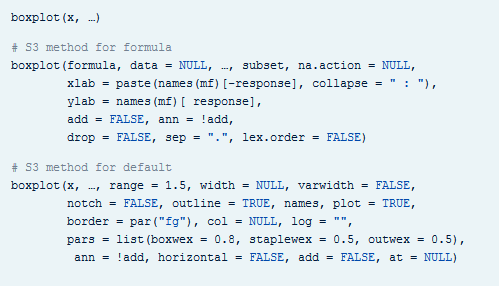 boxplot(x, …)
# S3 method for formula
boxplot(formula, data = NULL, …, subset, na.action = NULL,
xlab = paste(names(mf)[-response], collapse = " : "),
ylab = names(mf)[ response],
add = FALSE, ann = !add,
drop = FALSE, sep = ".", lex.order = FALSE)
# S3 method for default
boxplot(x, …, range = 1.5, width = NULL, varwidth = FALSE,
notch = FALSE, outline = TRUE, names, plot = TRUE,
border = par("fg"), col = NULL, log = "",
pars = list(boxwex = 0.8, staplewex = 0.5, outwex = 0.5),
ann = !add, horizontal = FALSE, add = FALSE, at = NULL)